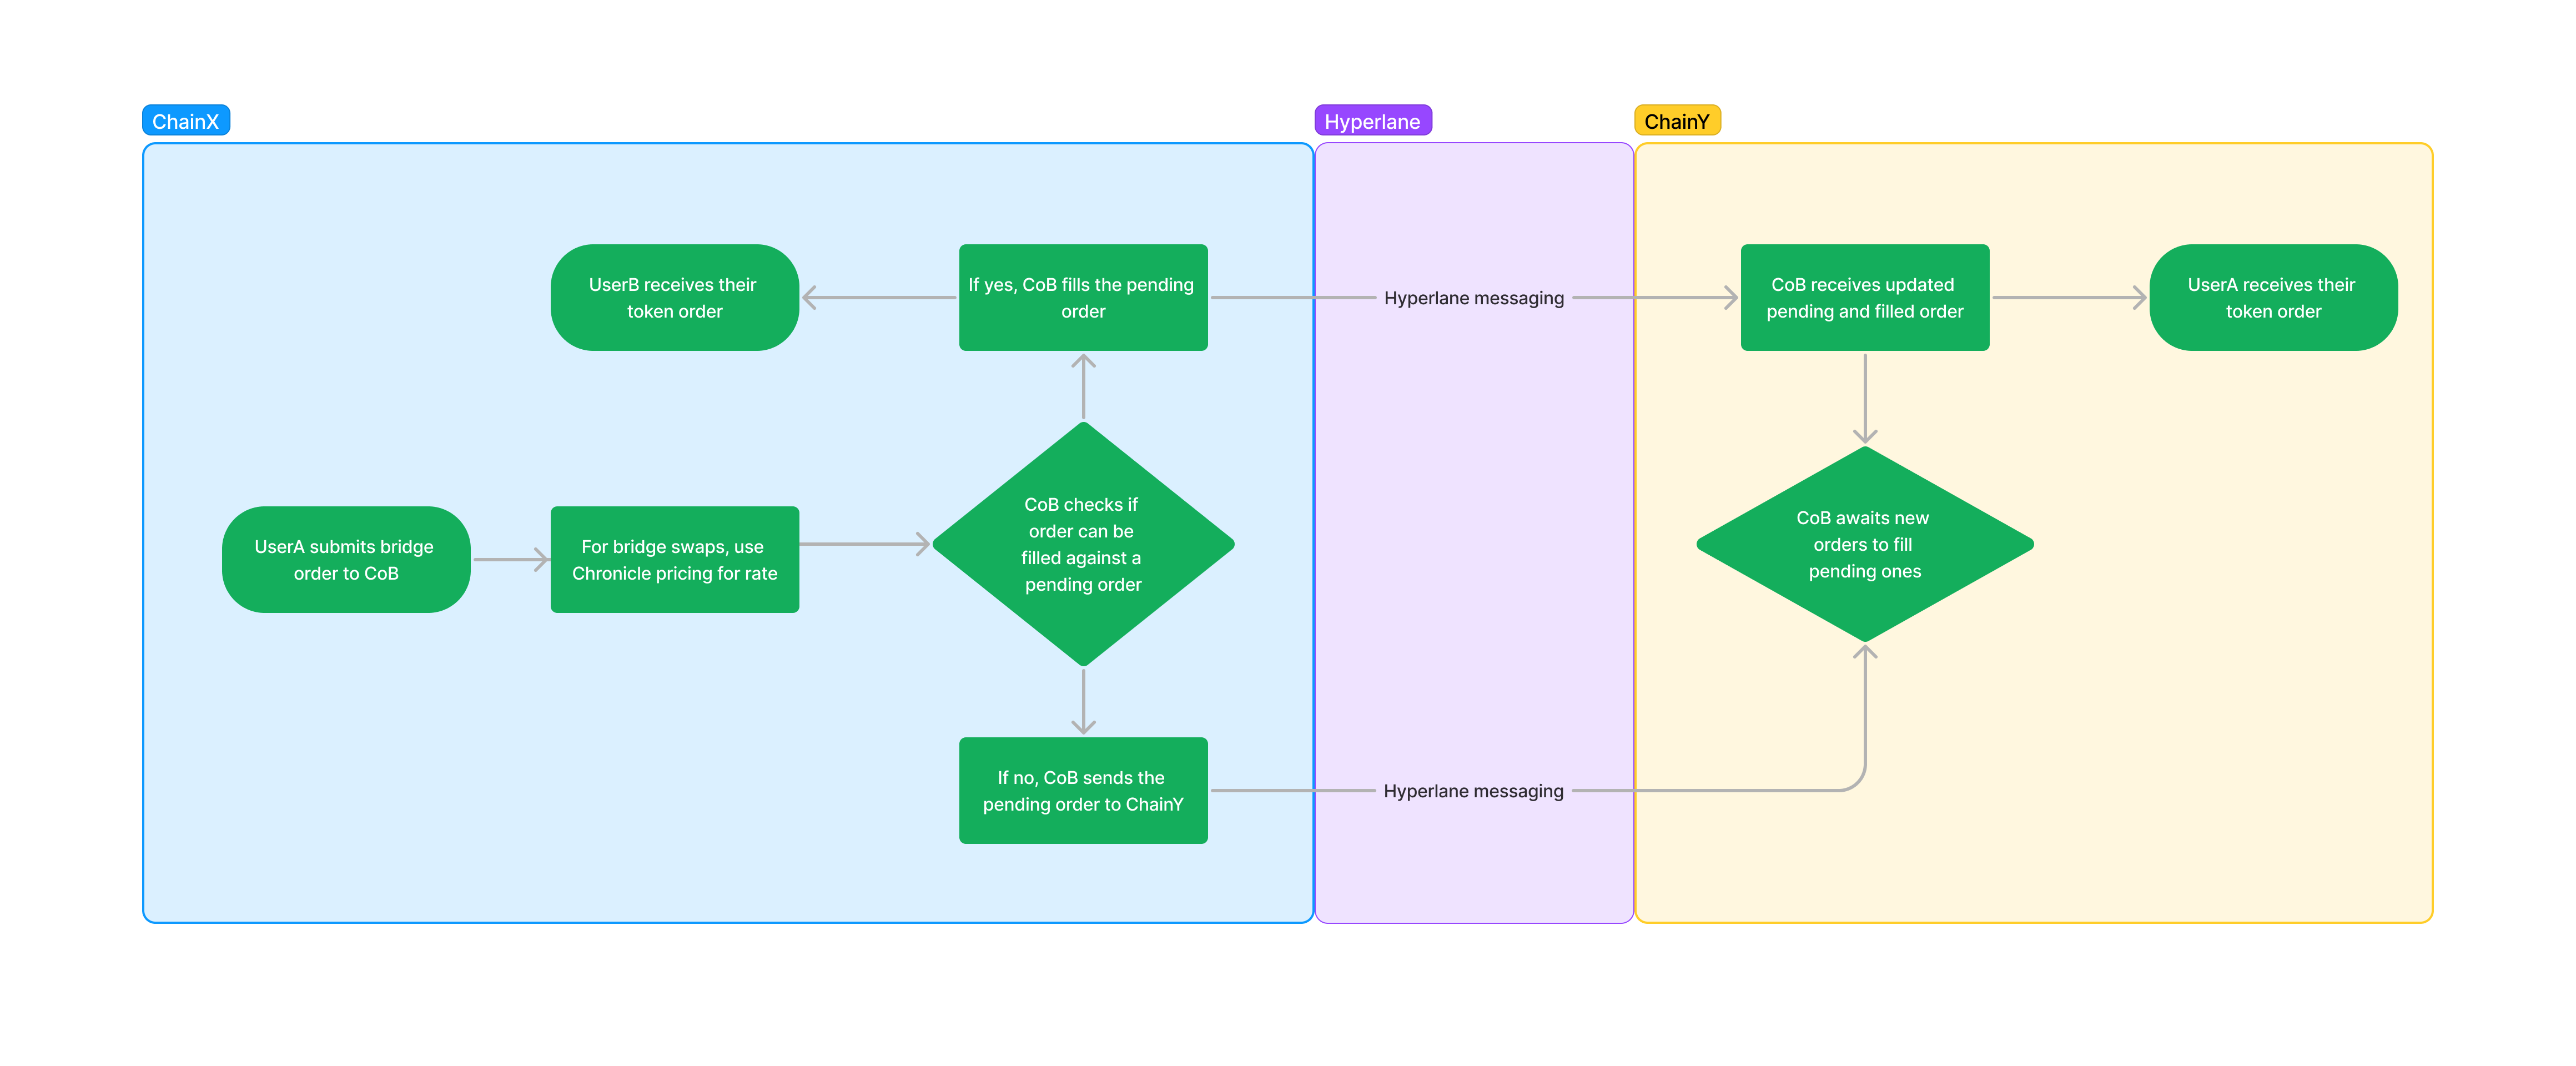 ChainX
Hyperlane
ChainY
UserB receives their
token order
If yes, CoB fills the pending
order
Hyperlane messaging
CoB receives updated
pending and filled order
UserA receives their
token order
UserA submits bridge
order to CoB
For bridge swaps, use
Chronicle pricing for rate
CoB checks if
order can be
filled against a
pending order
CoB awaits new
orders to fill
pending ones
If no, CoB sends the
pending order to ChainY
Hyperlane messaging